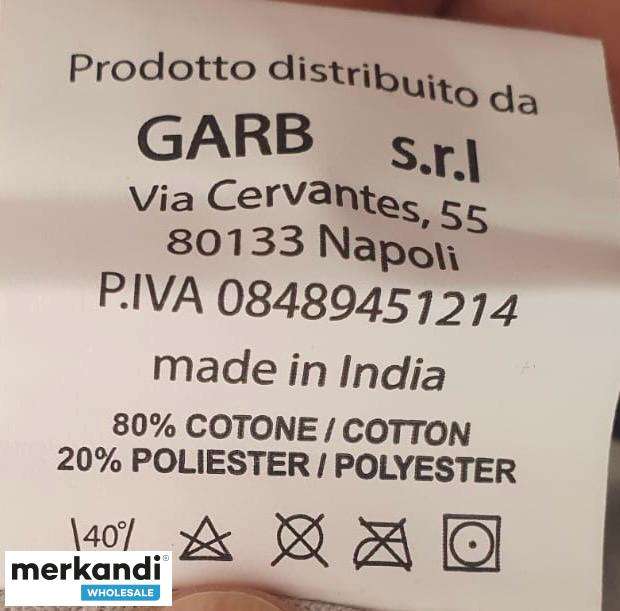 Prodotto distribuito da
GARB s.r.l
Via Cervantes, 55
80133 Napoli
P.IVA 08489451214
made in India
80% COTONE / COTTON
20% POLIESTER / POLYESTER
40°
merkandi
WHOLESALE